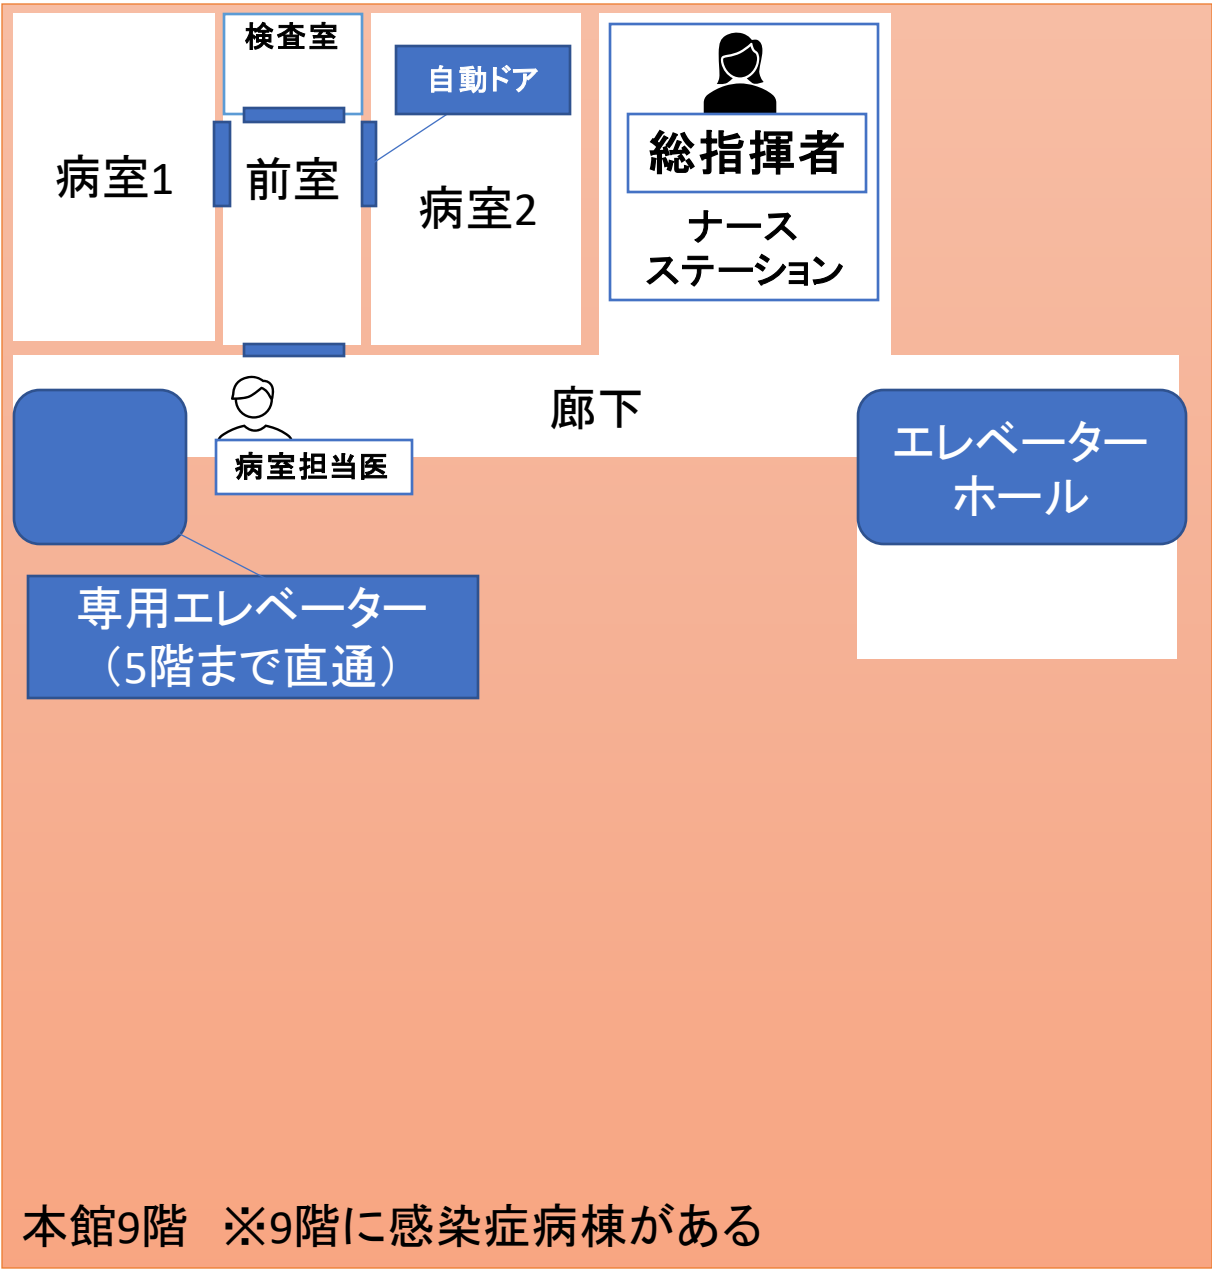 検査室
自動ドア
病室1
前室
病室2
総指揮者
ナース
ステーション
廊下
病室担当医
エレベーター
ホール
専用エレベーター
（5階まで直通）
本館9階　※9階に感染症病棟がある